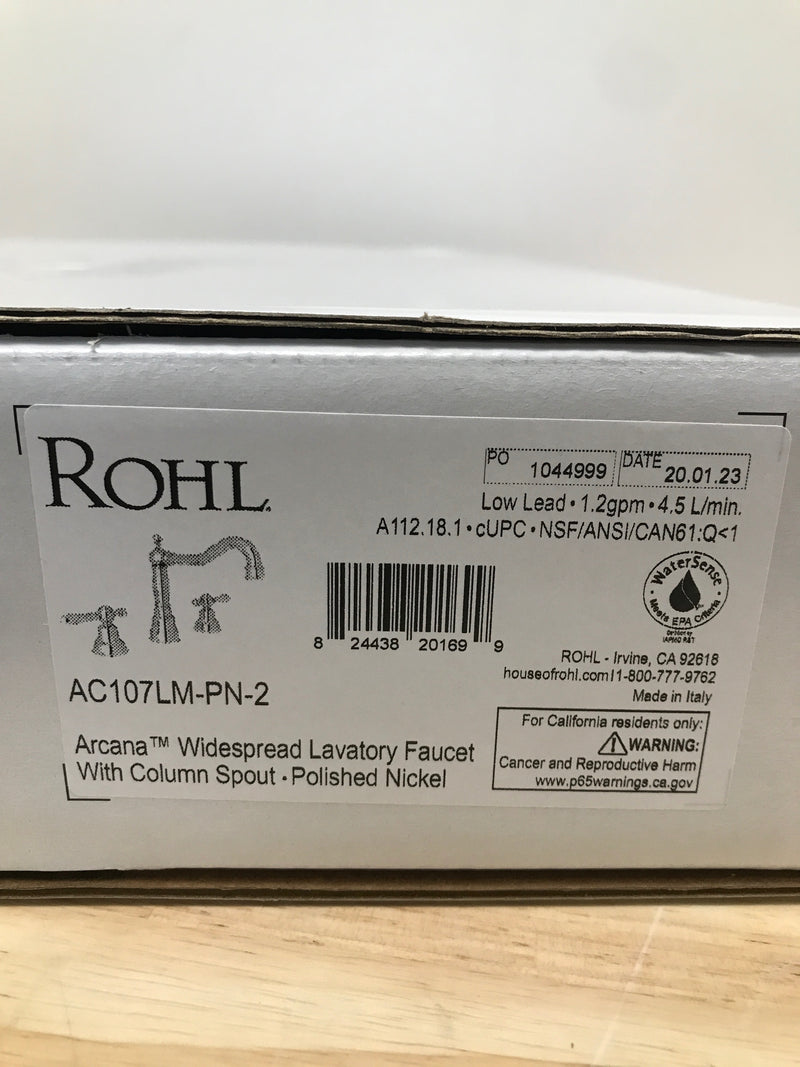 ROHL
PO 1044999 DATE 20.01.23
Low Lead • 1.2gpm • 4.5 L/min.
A112.18.1 • cUPC • NSF/ANSI/CAN61:Q<1
WaterSense
Meets EPA Criteria
IAPMO R&T
8 24438 20169 9
ROHL - Irvine, CA 92618
houseofrohl.com | 1-800-777-9762
Made in Italy
AC107LM-PN-2
Arcana™ Widespread Lavatory Faucet
With Column Spout • Polished Nickel
For California residents only:
WARNING:
Cancer and Reproductive Harm
www.p65warnings.ca.gov